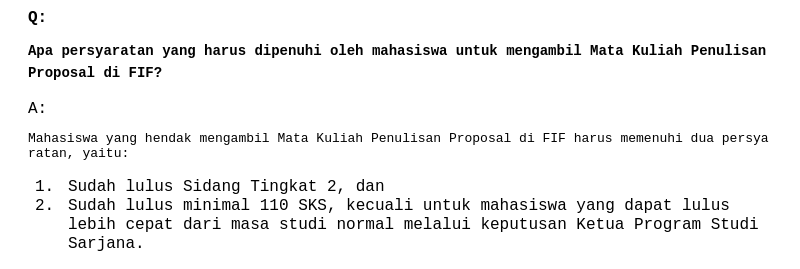 Q:
Apa persyaratan yang harus dipenuhi oleh mahasiswa untuk mengambil Mata Kuliah Penulisan
Proposal di FIF?
A:
Mahasiswa yang hendak mengambil Mata Kuliah Penulisan Proposal di FIF harus memenuhi dua persya
ratan, yaitu:
1. Sudah lulus Sidang Tingkat 2, dan
2. Sudah lulus minimal 110 SKS, kecuali untuk mahasiswa yang dapat lulus
lebih cepat dari masa studi normal melalui keputusan Ketua Program Studi
Sarjana.